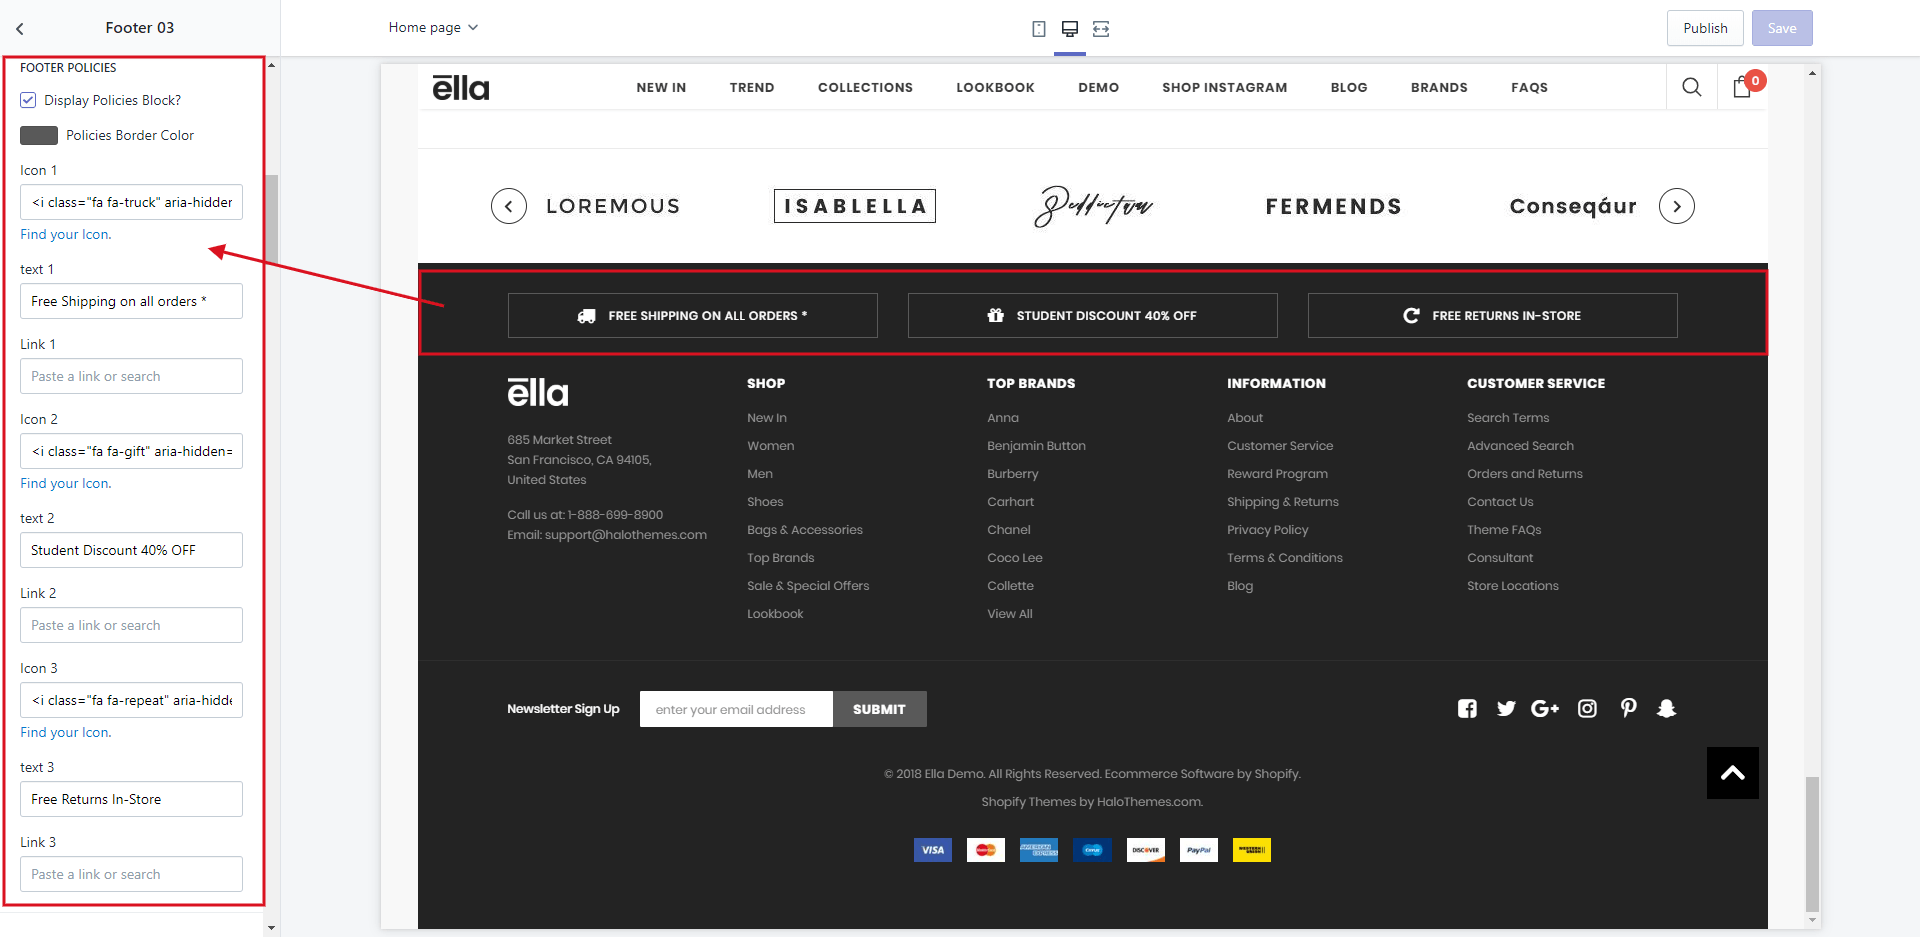 Footer 03
Home page
Publish
Save
FOOTER POLICIES
Display Policies Block?
Policies Border Color
Icon 1
<i class="fa fa-truck" aria-hidden
Find your Icon.
text 1
Free Shipping on all orders *
Link 1
Paste a link or search
Icon 2
<i class="fa fa-gift" aria-hidden=
Find your Icon.
text 2
Student Discount 40% OFF
Link 2
Paste a link or search
Icon 3
<i class="fa fa-repeat" aria-hidde
Find your Icon.
text 3
Free Returns In-Store
Link 3
Paste a link or search
ella
NEW IN TREND COLLECTIONS LOOKBOOK DEMO SHOP INSTAGRAM BLOG BRANDS FAQS
0
LOREMOUS ISABLELLA FERMENDS Conseqáur
FREE SHIPPING ON ALL ORDERS * STUDENT DISCOUNT 40% OFF FREE RETURNS IN-STORE
ella
685 Market Street
San Francisco, CA 94105,
United States
Call us at: 1-888-699-8900
Email: support@halothemes.com
SHOP
New In
Women
Men
Shoes
Bags & Accessories
Top Brands
Sale & Special Offers
Lookbook
TOP BRANDS
Anna
Benjamin Button
Burberry
Carhart
Chanel
Coco Lee
Collette
View All
INFORMATION
About
Customer Service
Reward Program
Shipping & Returns
Privacy Policy
Terms & Conditions
Blog
CUSTOMER SERVICE
Search Terms
Advanced Search
Orders and Returns
Contact Us
Theme FAQs
Consultant
Store Locations
Newsletter Sign Up enter your email address SUBMIT
G+
© 2018 Ella Demo. All Rights Reserved. Ecommerce Software by Shopify.
Shopify Themes by HaloThemes.com.
VISA AMERICAN EXPRESS Cirrus DISCOVER PayPal WESTERN UNION